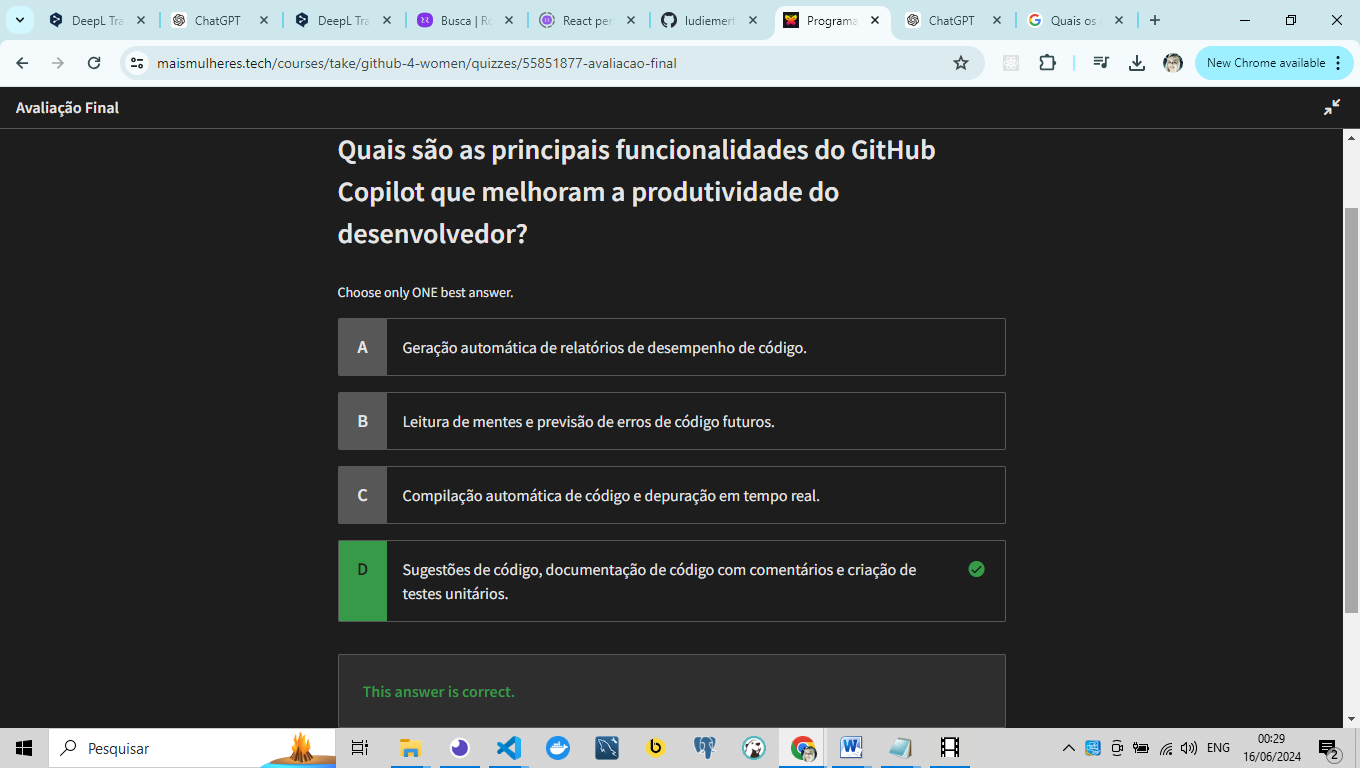 DeepL Tra
ChatGPT
DeepL Tra
Busca | Ro
React per
ludiemert
Programa
ChatGPT
Quais os
maismulheres.tech/courses/take/github-4-women/quizzes/55851877-avaliacao-final
New Chrome available
Avaliação Final
Quais são as principais funcionalidades do GitHub
Copilot que melhoram a produtividade do
desenvolvedor?
Choose only ONE best answer.
A
Geração automática de relatórios de desempenho de código.
B
Leitura de mentes e previsão de erros de código futuros.
C
Compilação automática de código e depuração em tempo real.
D
Sugestões de código, documentação de código com comentários e criação de
testes unitários.
This answer is correct.
Pesquisar
ENG
00:29
16/06/2024
2